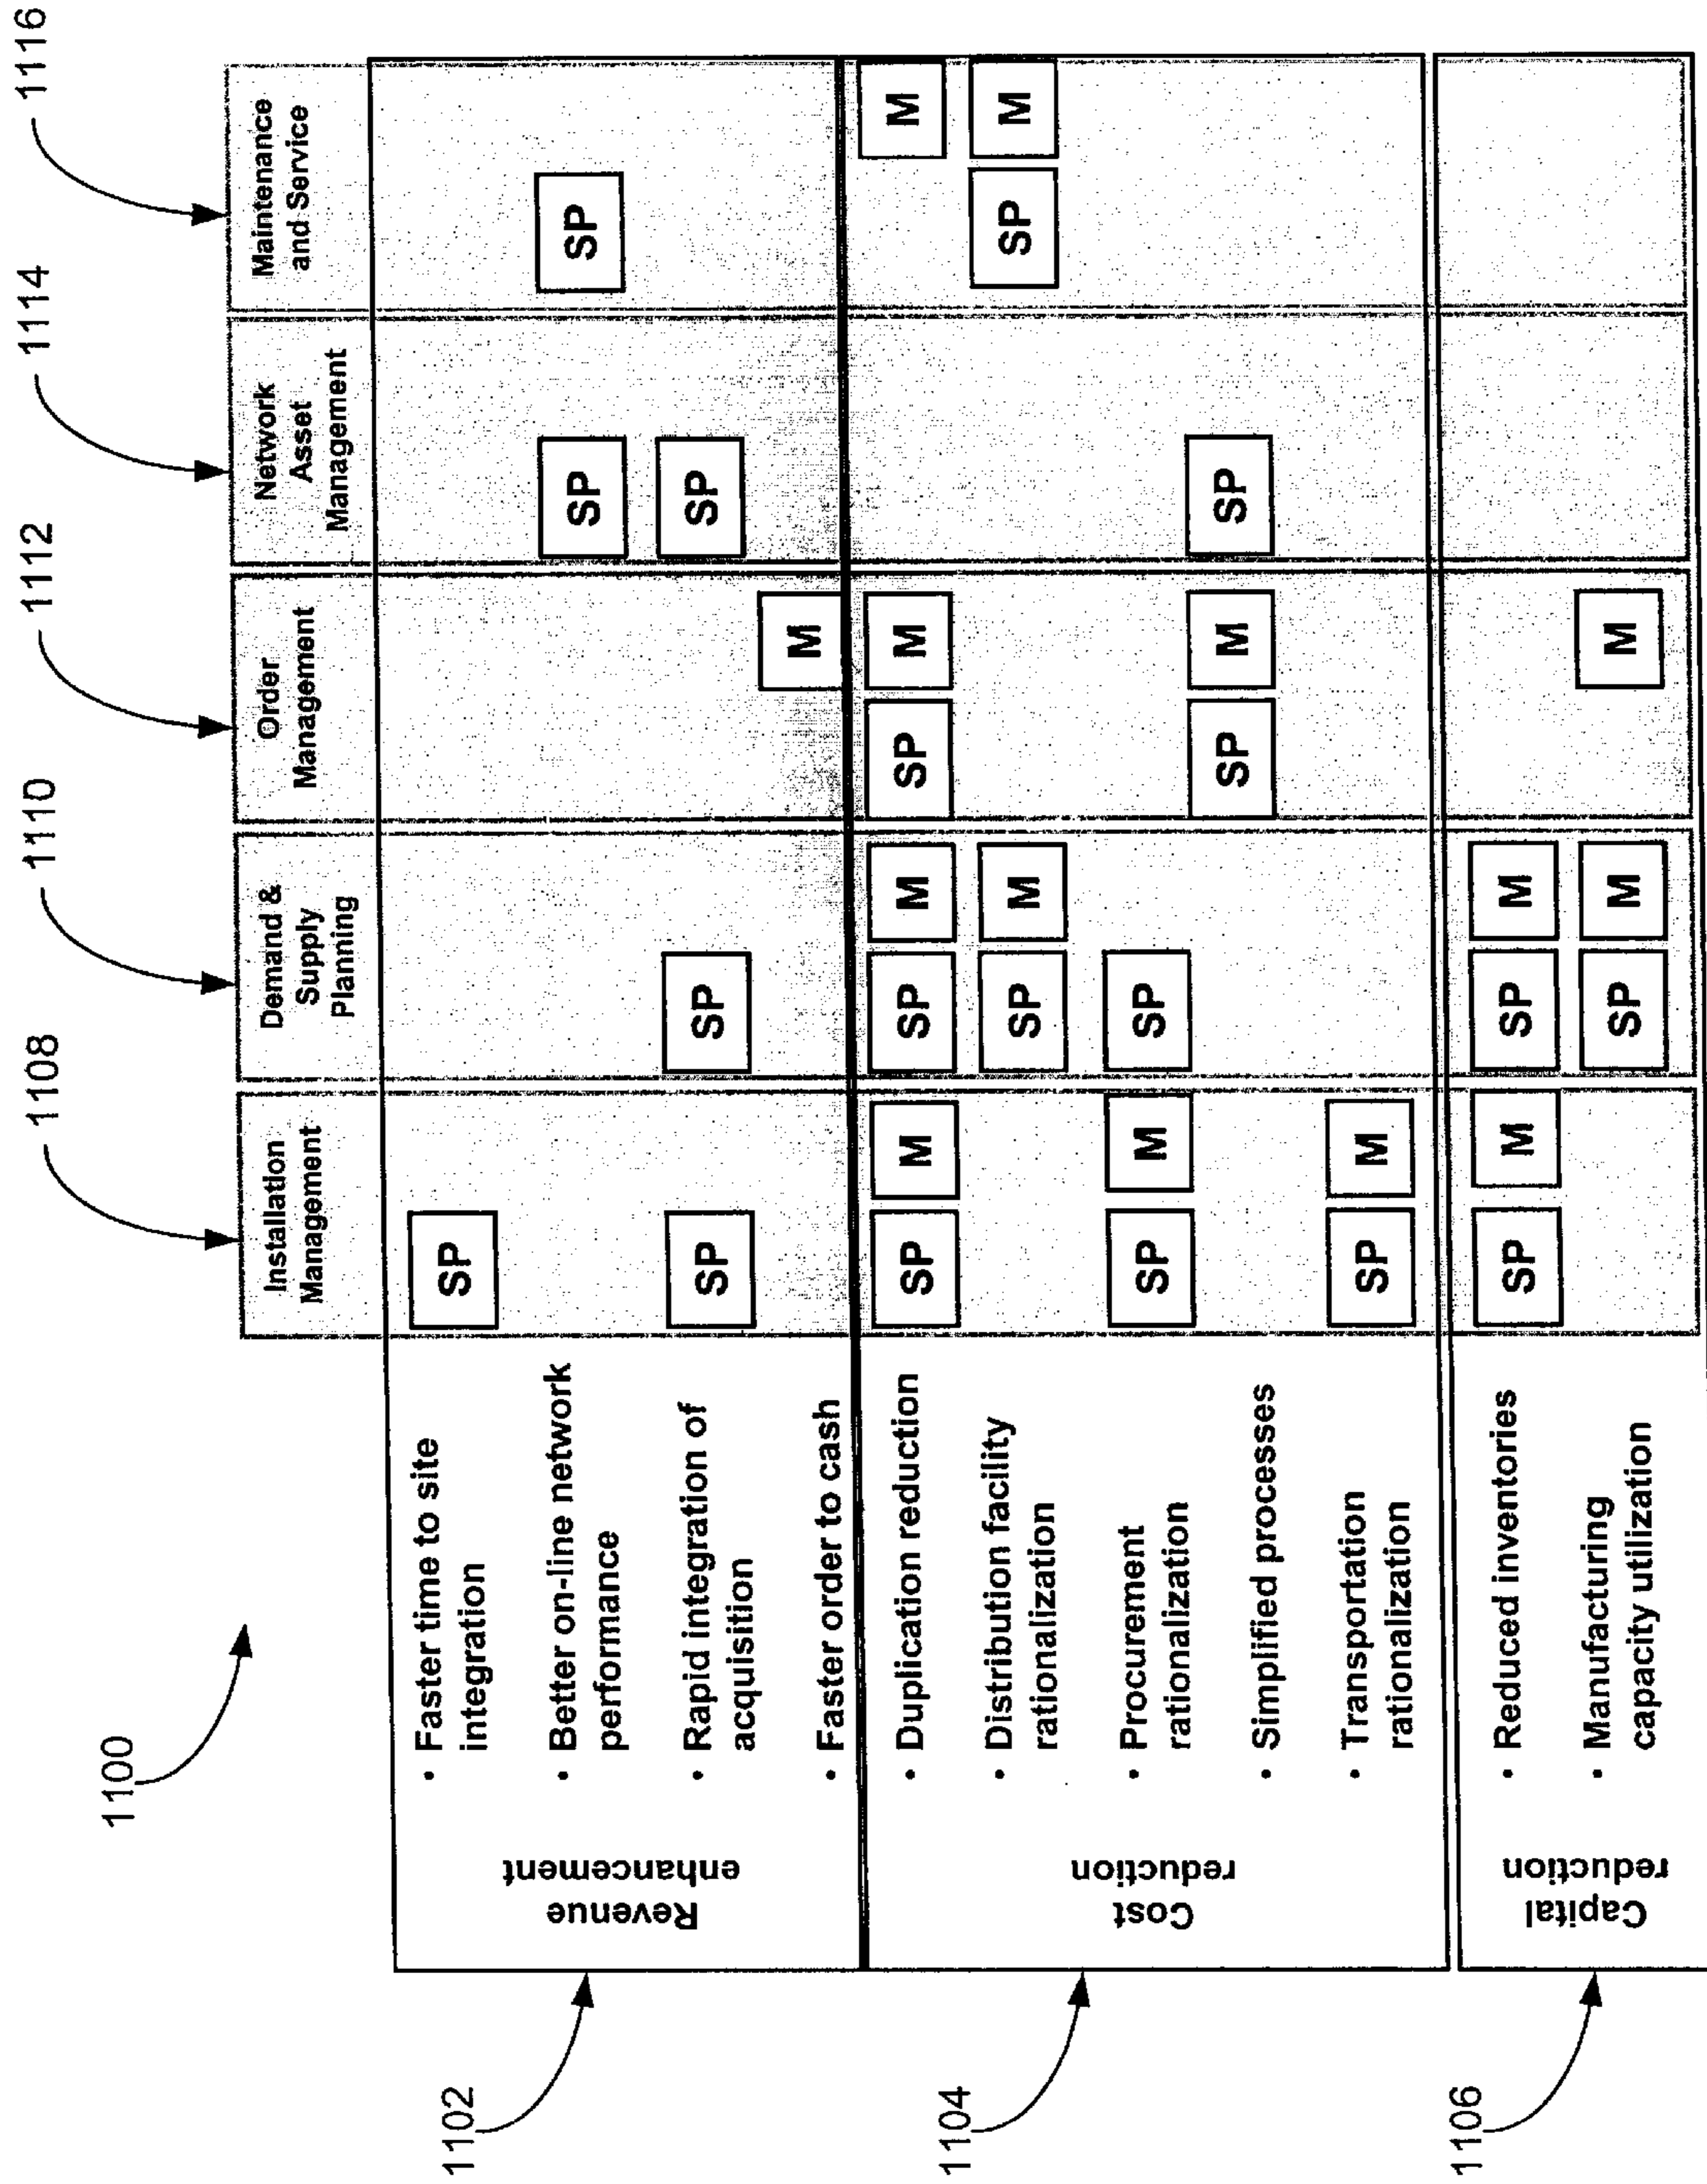 1100
1108
1110
1112
1114
1116
Installation
Management
Demand &
Supply
Planning
Order
Management
Network
Asset
Management
Maintenance
and Service
1102
Revenue
enhancement
• Faster time to site
integration
SP
• Better on-line network
performance
SP
SP
• Rapid integration of
acquisition
SP
SP
SP
• Faster order to cash
M
1104
Cost
reduction
• Duplication reduction
SP M
SP M
SP M
M
• Distribution facility
rationalization
SP M
SP M
• Procurement
rationalization
SP M
SP
• Simplified processes
SP M
SP
• Transportation
rationalization
SP M
1106
Capital
reduction
• Reduced inventories
SP M
SP M
• Manufacturing
capacity utilization
SP M
M